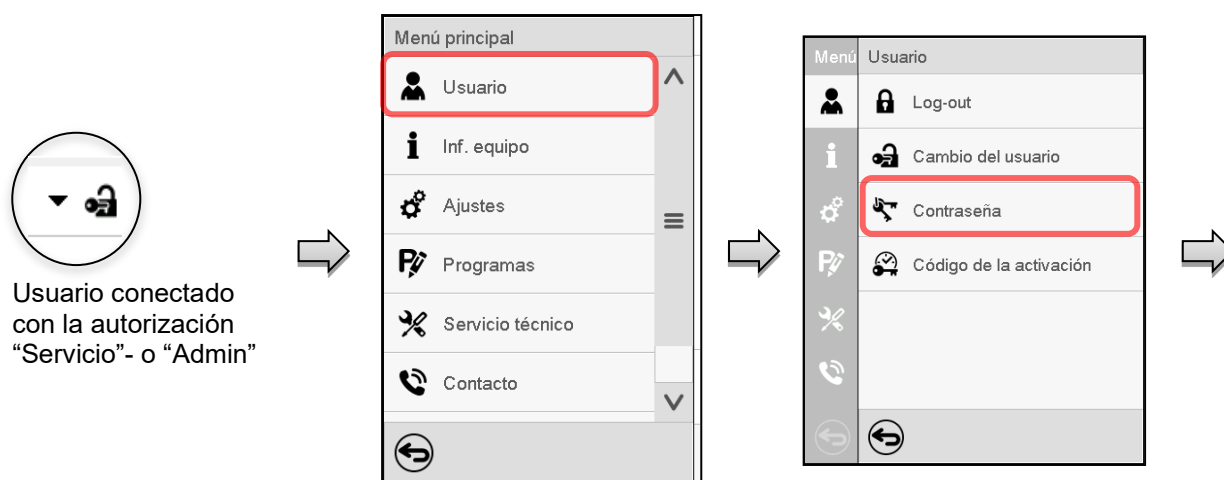 Usuario conectado
con la autorización
“Servicio”- o “Admin”
Menú principal
Usuario
Inf. equipo
Ajustes
Programas
Servicio técnico
Contacto
Menú Usuario
Log-out
Cambio del usuario
Contraseña
Código de la activación